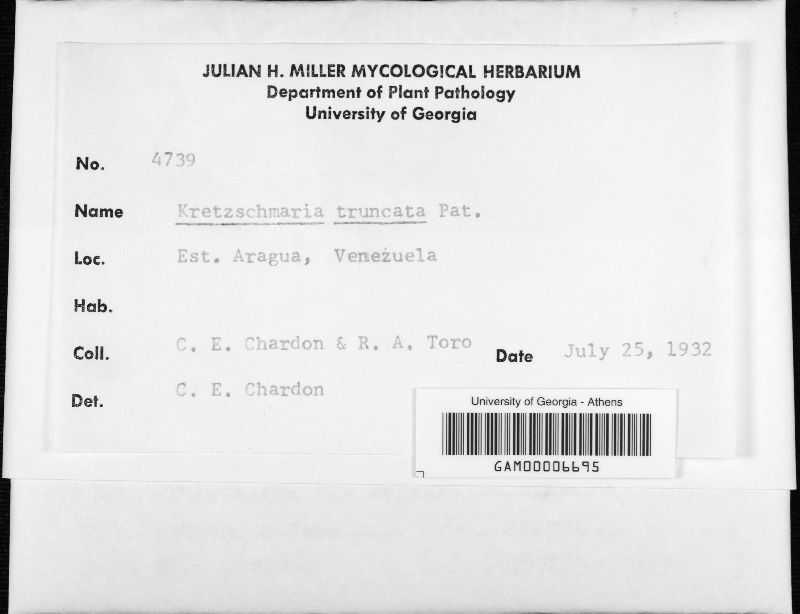 JULIAN H. MILLER MYCOLOGICAL HERBARIUM
Department of Plant Pathology
University of Georgia
No. 4739
Name Kretzschmaria truncata Pat.
Loc. Est. Aragua, Venezuela
Hab.
Coll. C. E. Chardon & R. A. Toro Date July 25, 1932
Det. C. E. Chardon
University of Georgia - Athens
GAM00006695